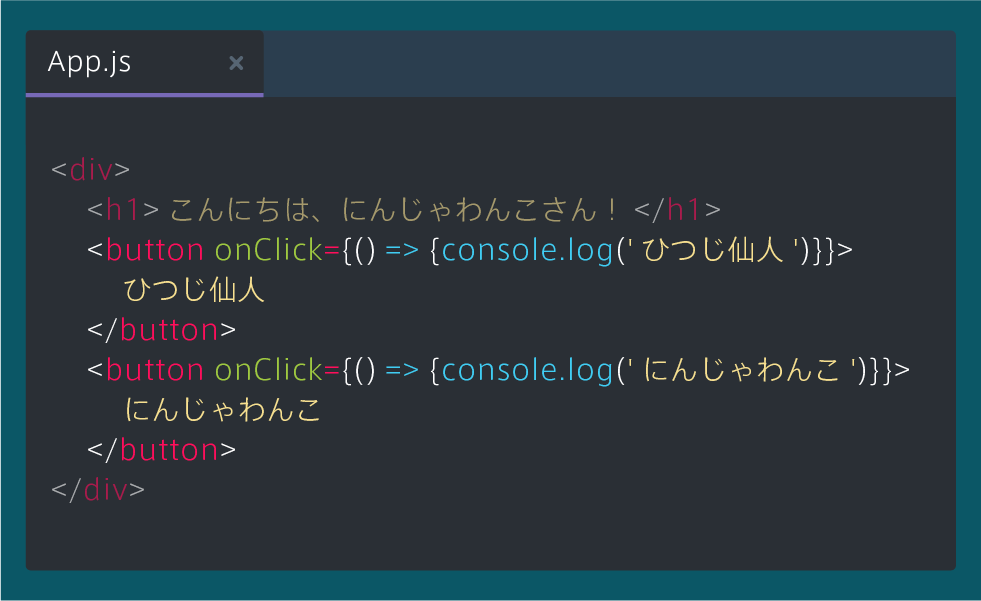 App.js ×
<div>
<h1> こんにちは、にんじゃわんこさん！ </h1>
<button onClick={() => {console.log(' ひつじ仙人 ')}}>
ひつじ仙人
</button>
<button onClick={() => {console.log(' にんじゃわんこ ')}}>
にんじゃわんこ
</button>
</div>